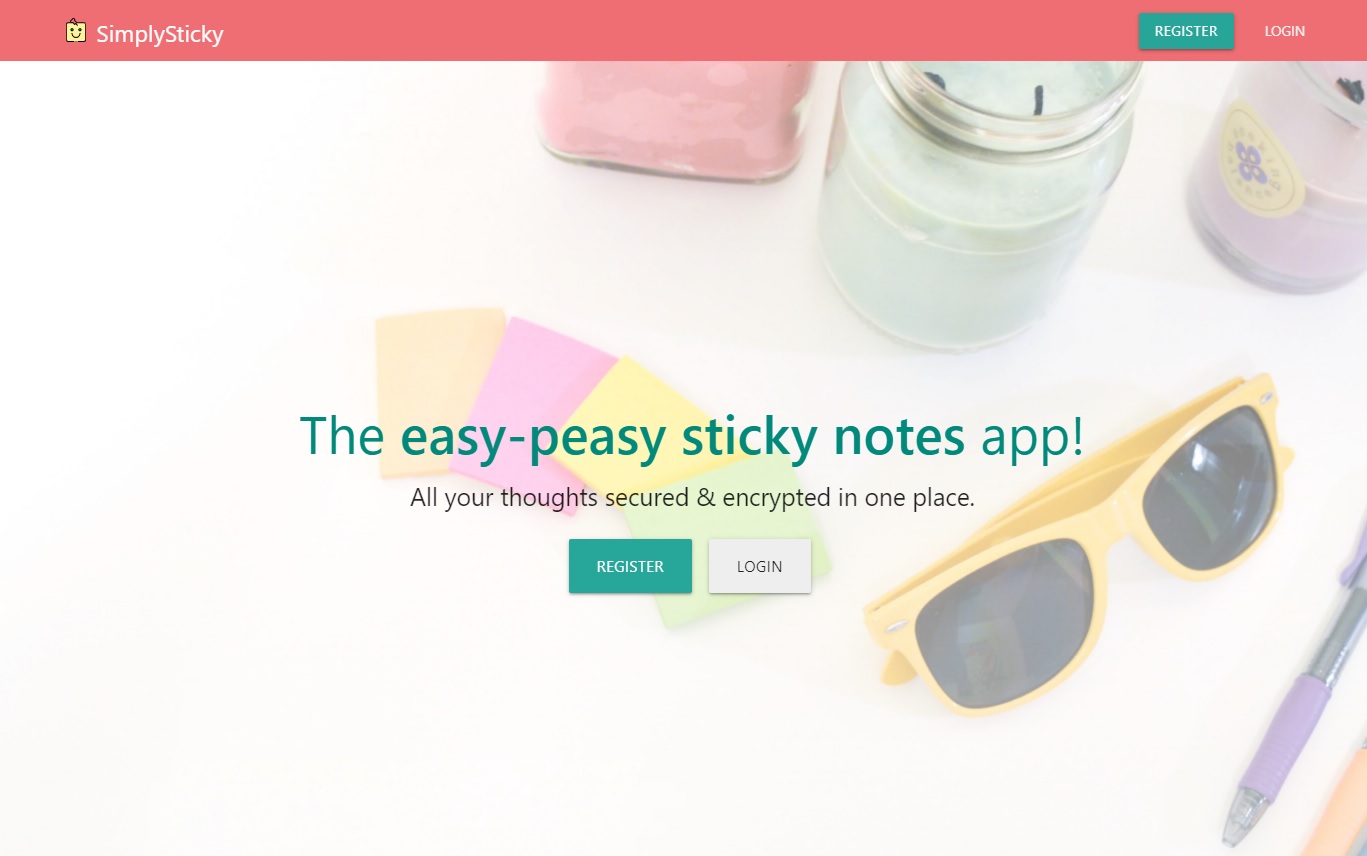 SimplySticky
REGISTER
LOGIN
The easy-peasy sticky notes app!
All your thoughts secured & encrypted in one place.
REGISTER
LOGIN